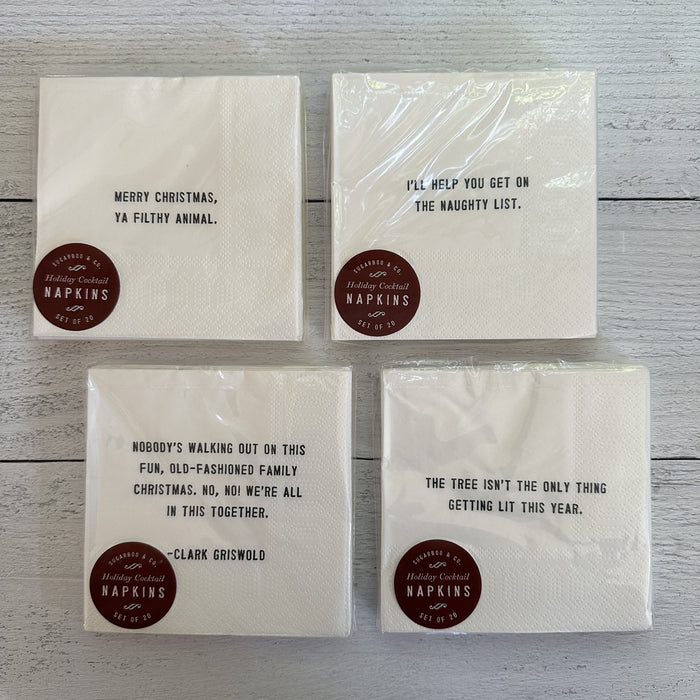 MERRY CHRISTMAS,
YA FILTHY ANIMAL.
SUGARBOO & CO.
Holiday Cocktail
NAPKINS
SET OF 20
I'LL HELP YOU GET ON
THE NAUGHTY LIST.
SUGARBOO & CO.
Holiday Cocktail
NAPKINS
SET OF 20
NOBODY'S WALKING OUT ON THIS
FUN, OLD-FASHIONED FAMILY
CHRISTMAS. NO, NO! WE'RE ALL
IN THIS TOGETHER.
-CLARK GRISWOLD
SUGARBOO & CO.
Holiday Cocktail
NAPKINS
SET OF 20
THE TREE ISN'T THE ONLY THING
GETTING LIT THIS YEAR.
SUGARBOO & CO.
Holiday Cocktail
NAPKINS
SET OF 20